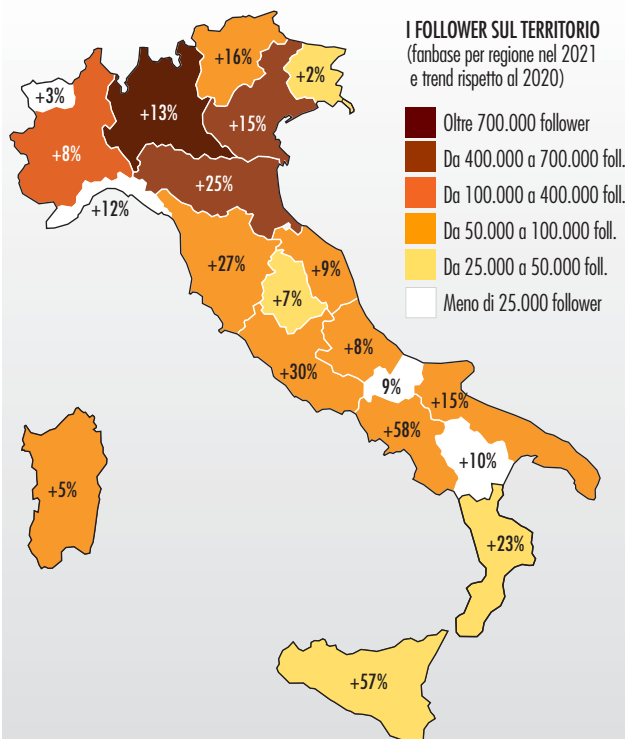 I FOLLOWER SUL TERRITORIO
(fanbase per regione nel 2021
e trend rispetto al 2020)
Oltre 700.000 follower
Da 400.000 a 700.000 foll.
Da 100.000 a 400.000 foll.
Da 50.000 a 100.000 foll.
Da 25.000 a 50.000 foll.
Meno di 25.000 follower
+16%
+2%
+3%
+13%
+15%
+8%
+25%
+12%
+27%
+9%
+7%
+8%
+30%
9%
+15%
+58%
+10%
+5%
+23%
+57%